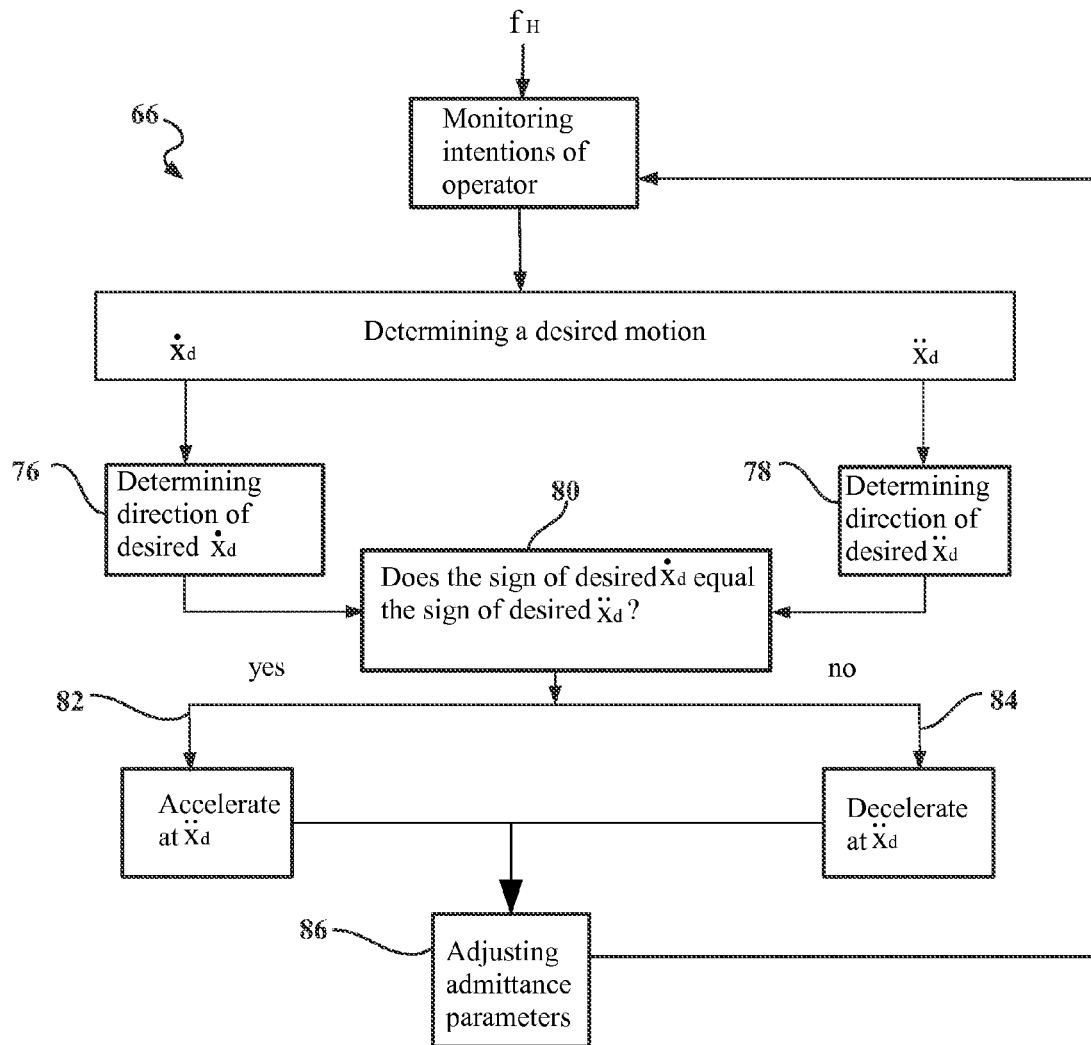 f H
66
Monitoring
intentions of
operator
Determining a desired motion
ẋd
ẍd
76
Determining
direction of
desired ẋd
80
78
Determining
direction of
desired ẍd
Does the sign of desired ẋd equal
the sign of desired ẍd ?
yes
no
82
84
Accelerate
at ẍd
Decelerate
at ẍd
86
Adjusting
admittance
parameters